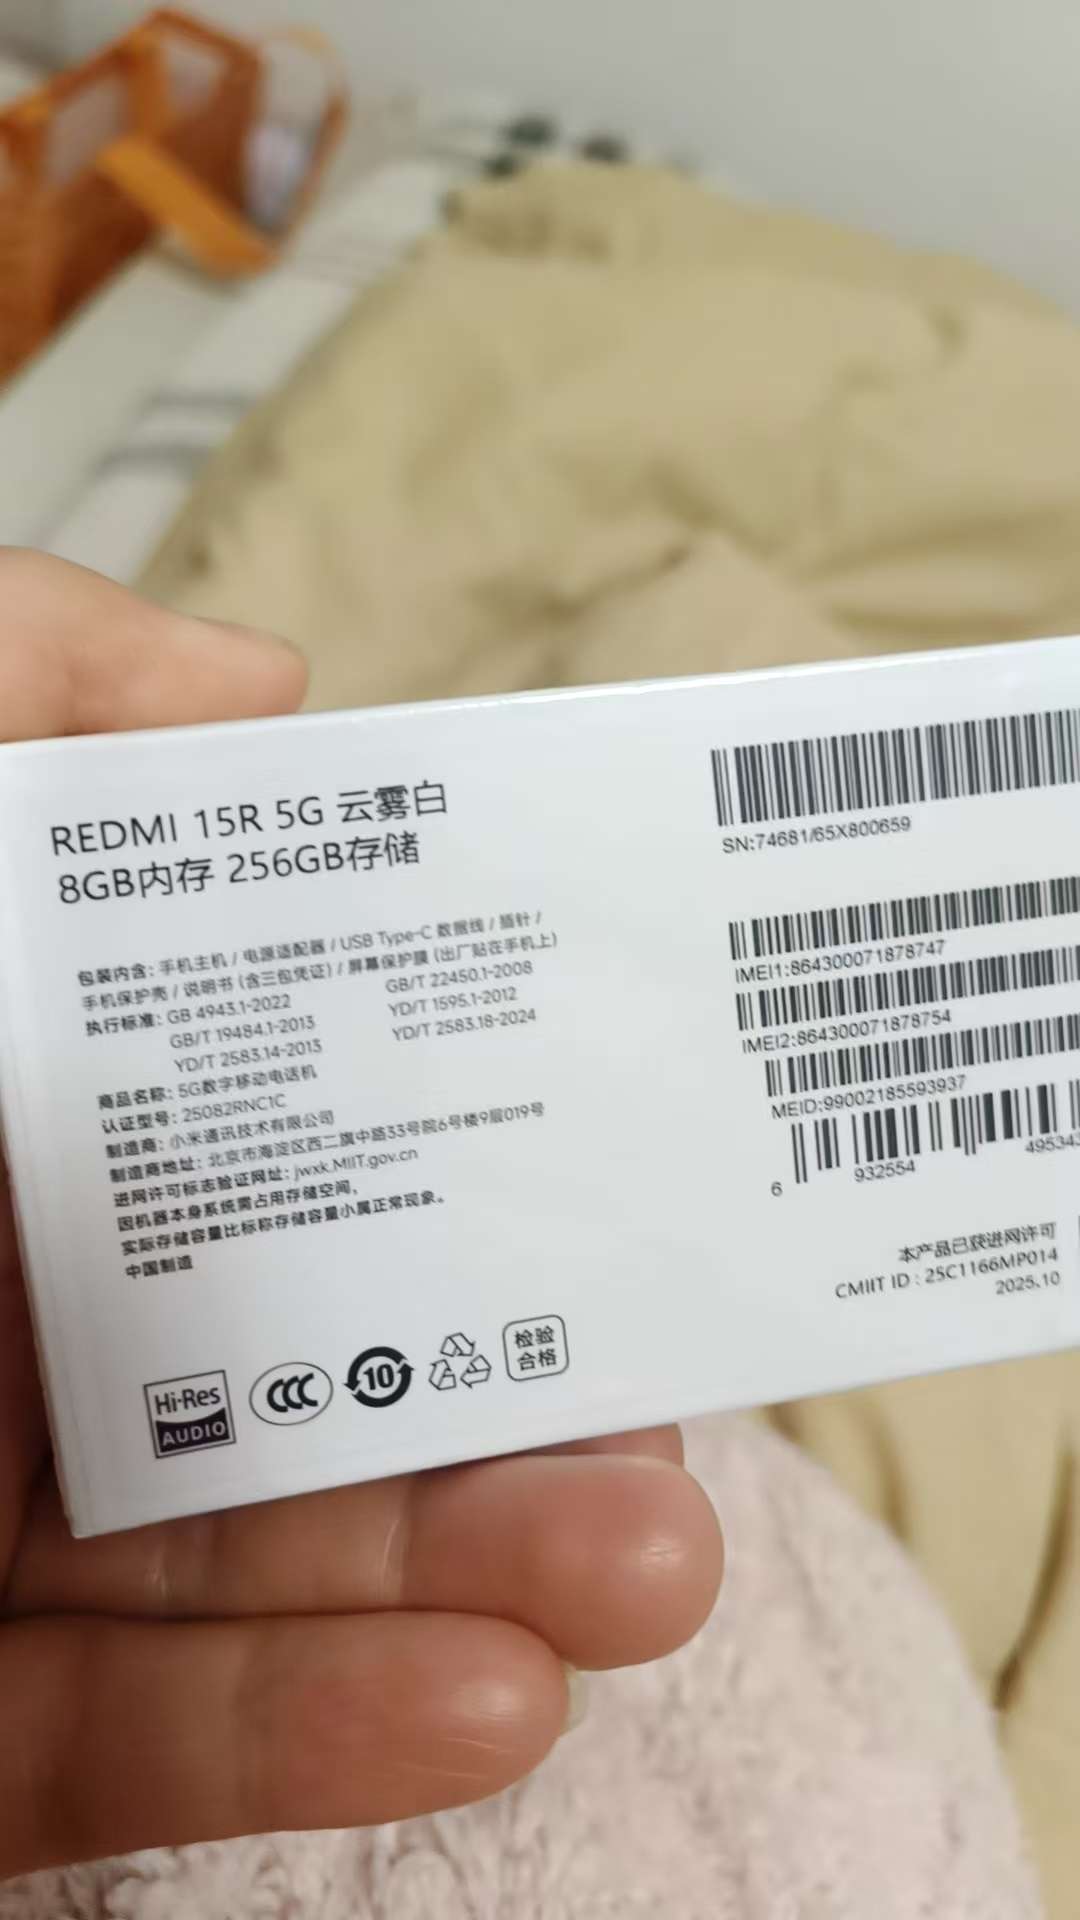 REDMI 15R 5G 云雾白
8GB内存 256GB存储
包装内含: 手机主机 / 电源适配器 / USB Type-C 数据线 / 插针 /
手机保护壳 / 说明书 (含三包凭证) / 屏幕保护膜 (出厂贴在手机上)
执行标准: GB 4943.1-2022 GB/T 22450.1-2008
GB/T 19484.1-2013 YD/T 1595.1-2012
YD/T 2583.14-2013 YD/T 2583.18-2024
商品名称: 5G数字移动电话机
认证型号: 25082RNC1C
制造商: 小米通讯技术有限公司
制造商地址: 北京市海淀区西二旗中路33号院6号楼9层019号
进网许可标志验证网址: jwxk.MIIT.gov.cn
因机器本身系统需占用存储空间，
实际存储容量比标称存储容量小属正常现象。
中国制造
Hi-Res
AUDIO
CCC
10
检验
合格
SN:74681/65X800659
IMEI1:864300071878747
IMEI2:864300071878754
MEID:99002185593937
6 932554 49534
本产品已获进网许可
CMIIT ID : 25C1166MP014
2025.10